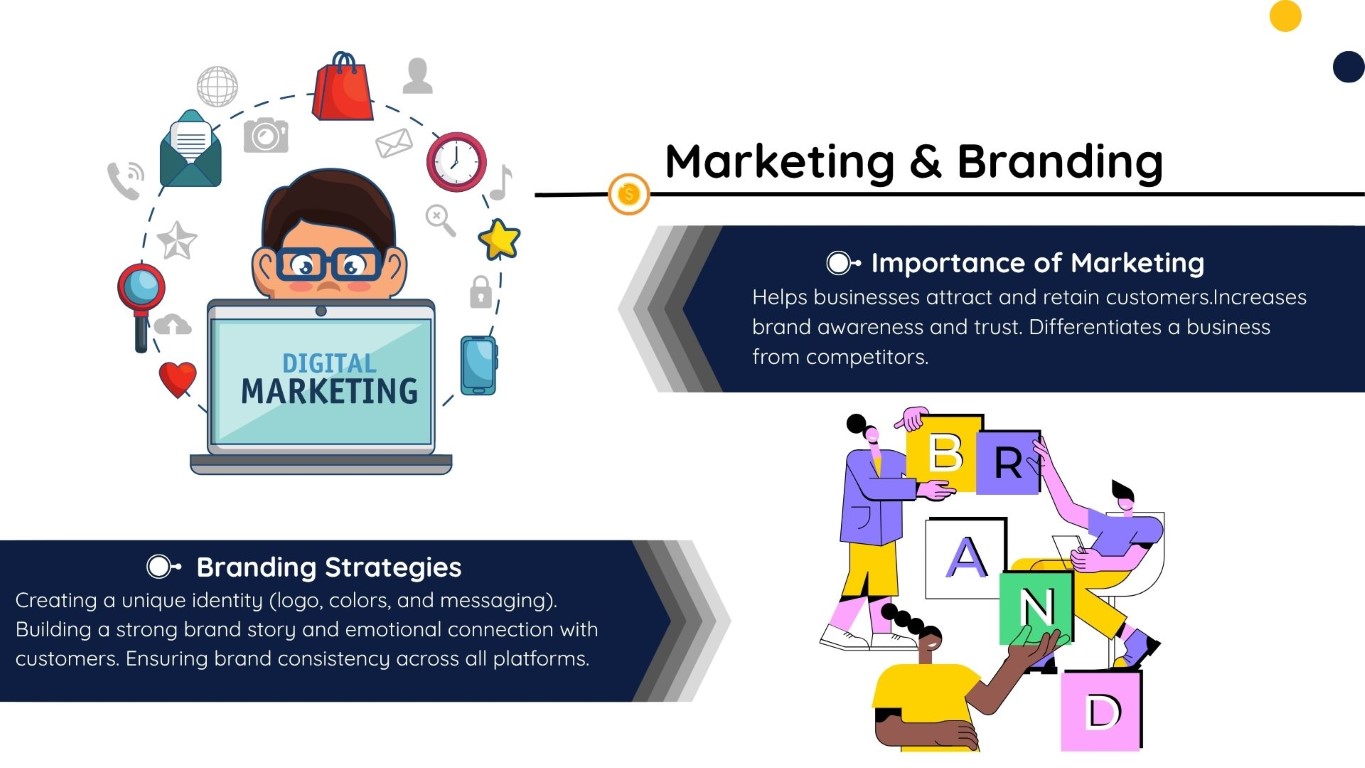 Marketing & Branding
DIGITAL
MARKETING
Importance of Marketing
Helps businesses attract and retain customers.Increases
brand awareness and trust. Differentiates a business
from competitors.
B R
A
N
D
Branding Strategies
Creating a unique identity (logo, colors, and messaging).
Building a strong brand story and emotional connection with
customers. Ensuring brand consistency across all platforms.